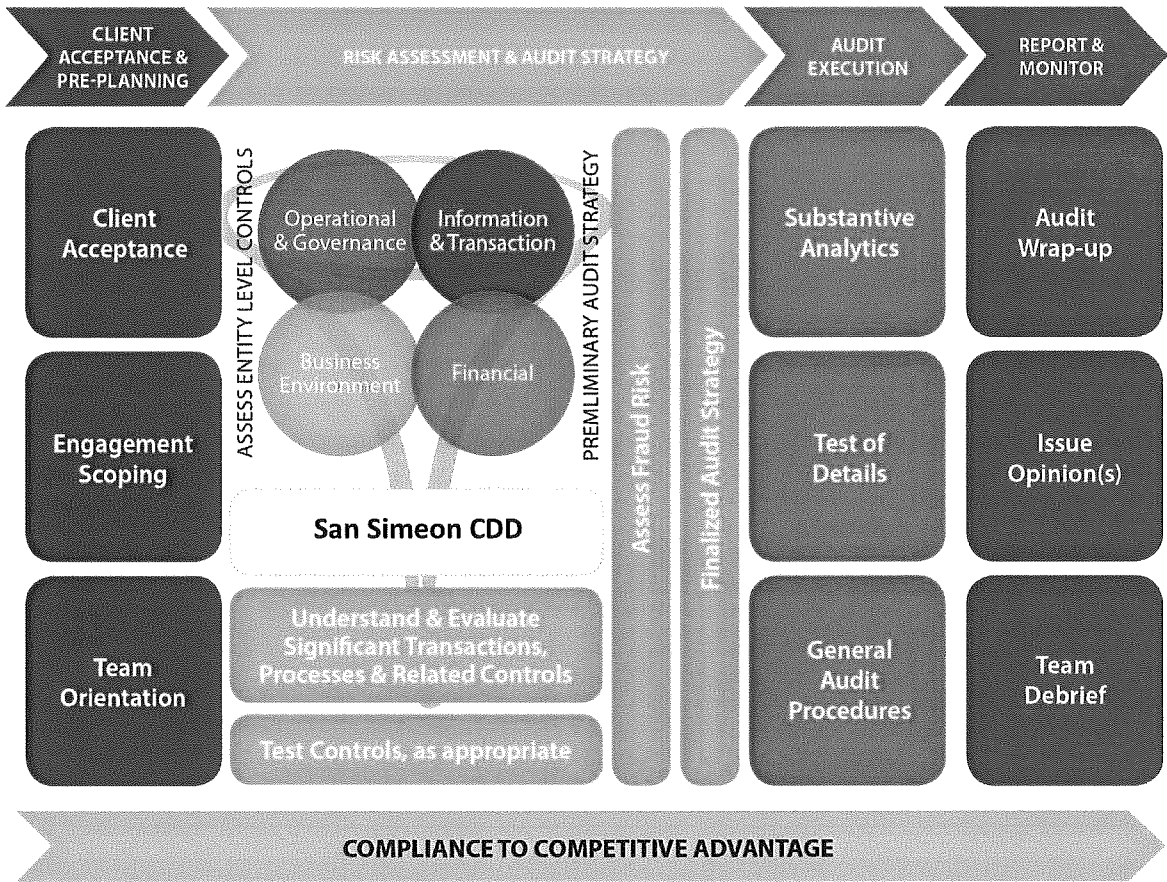 CLIENT
ACCEPTANCE &
PRE-PLANNING
RISK ASSESSMENT & AUDIT STRATEGY
AUDIT
EXECUTION
REPORT &
MONITOR
Client
Acceptance
Engagement
Scoping
Team
Orientation
ASSESS ENTITY LEVEL CONTROLS
Operational
& Governance
Information
& Transaction
Business
Environment
Financial
PREMLIMINARY AUDIT STRATEGY
San Simeon CDD
Understand & Evaluate
Significant Transactions,
Processes & Related Controls
Test Controls, as appropriate
Assess Fraud Risk
Finalized Audit Strategy
Substantive
Analytics
Test of
Details
General
Audit
Procedures
Audit
Wrap-up
Issue
Opinion(s)
Team
Debrief
COMPLIANCE TO COMPETITIVE ADVANTAGE